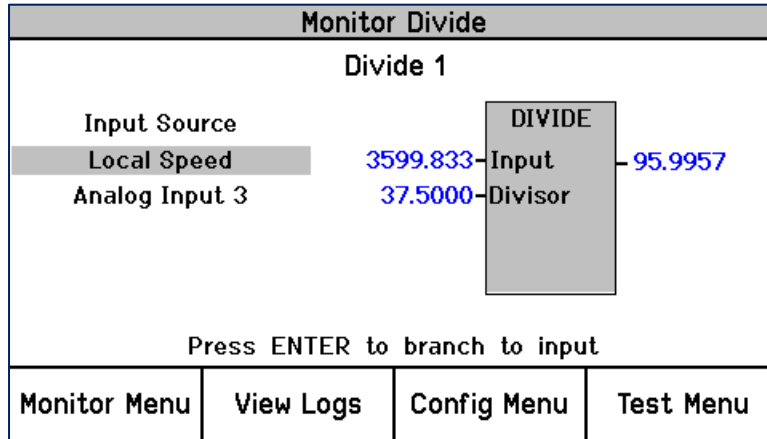 Monitor Divide
Divide 1
Input Source
DIVIDE
Local Speed 3599.833 Input 95.9957
Analog Input 3 37.5000 Divisor
Press ENTER to branch to input
Monitor Menu View Logs Config Menu Test Menu